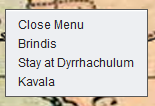 Close Menu
Brindis
Stay at Dyrrhachulum
Kavala